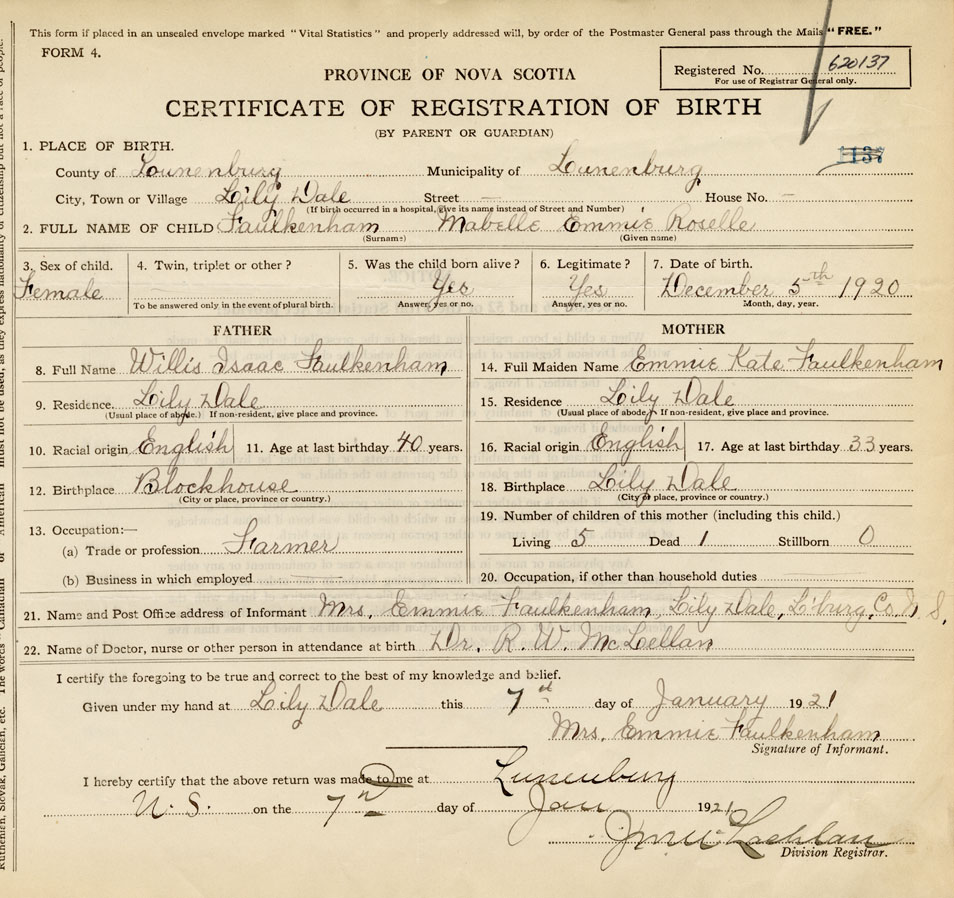 This form if placed in an unsealed envelope marked "Vital Statistics" and properly addressed will, by order of the Postmaster General pass through the Mails "FREE."
FORM 4.
Registered No. 620137
For use of Registrar General only.
PROVINCE OF NOVA SCOTIA
CERTIFICATE OF REGISTRATION OF BIRTH
(BY PARENT OR GUARDIAN)
1137
1. PLACE OF BIRTH.
County of Lunenburg Municipality of Lunenburg
City, Town or Village Lily Dale Street — House No. —
(If birth occurred in a hospital, give its name instead of Street and Number)
2. FULL NAME OF CHILD Faulkenham Mabelle Emmie Roselle
(Surname) (Given name)
3. Sex of child. 4. Twin, triplet or other? 5. Was the child born alive? 6. Legitimate? 7. Date of birth.
Female Yes Yes December 5th 1920
To be answered only in the event of plural birth. Answer, yes or no. Answer, yes or no. Month, day, year.
FATHER
8. Full Name Willis Isaac Faulkenham
9. Residence. Lily Dale
(Usual place of abode.) If non-resident, give place and province.
10. Racial origin English 11. Age at last birthday 40 years.
12. Birthplace Blockhouse
(City or place, province or country.)
13. Occupation:—
(a) Trade or profession Farmer
(b) Business in which employed
MOTHER
14. Full Maiden Name Emmie Kate Faulkenham
15. Residence Lily Dale
(Usual place of abode.) If non-resident, give place and province.
16. Racial origin English 17. Age at last birthday 33 years.
18. Birthplace Lily Dale
(City or place, province or country.)
19. Number of children of this mother (including this child.)
Living 5 Dead 1 Stillborn 0
20. Occupation, if other than household duties
21. Name and Post Office address of Informant Mrs. Emmie Faulkenham Lily Dale, L'burg Co. N. S.
22. Name of Doctor, nurse or other person in attendance at birth Dr. R. W. McLellan
I certify the foregoing to be true and correct to the best of my knowledge and belief.
Given under my hand at Lily Dale this 7 day of January 1921
Mrs. Emmie Faulkenham
Signature of Informant.
I hereby certify that the above return was made to me at Lunenburg
N. S. on the 7 day of Jan 1921
Division Registrar.